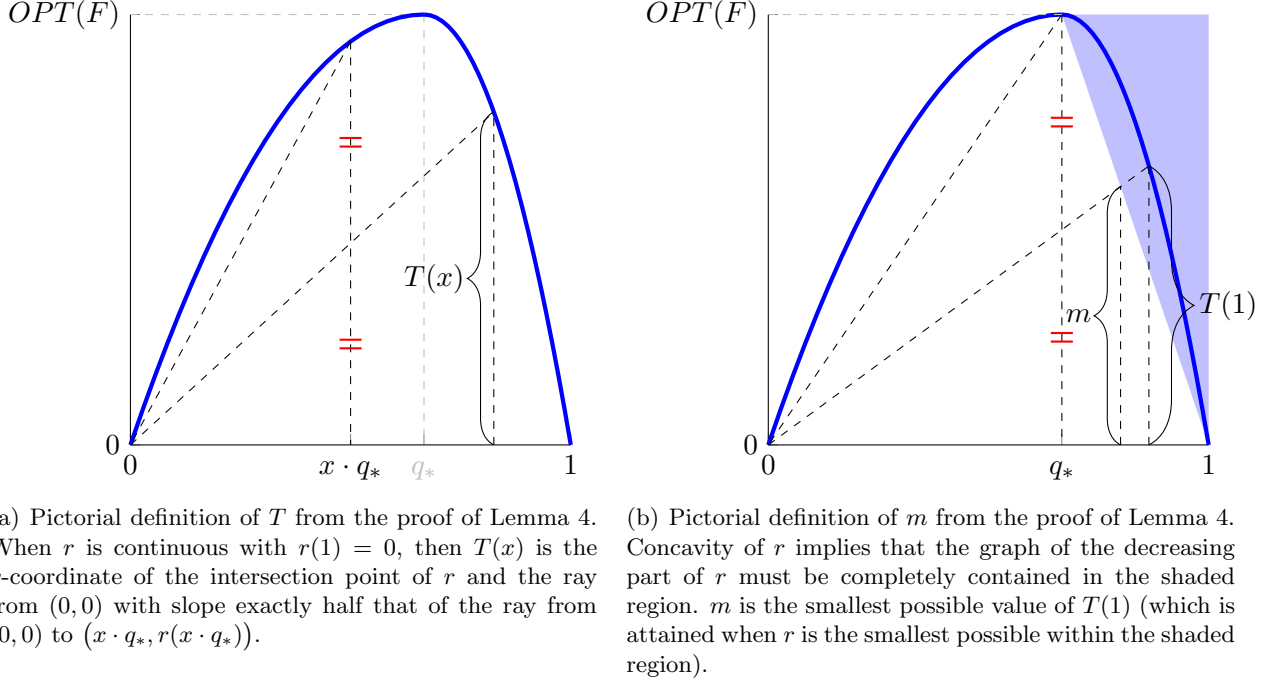 OPT(F)
T(x)
0
0
x · q∗
q∗
1
OPT(F)
m
T(1)
0
0
q∗
1
a) Pictorial definition of T from the proof of Lemma 4.
When r is continuous with r(1) = 0, then T(x) is the
-coordinate of the intersection point of r and the ray
from (0, 0) with slope exactly half that of the ray from
0, 0) to (x · q∗, r(x · q∗)).
(b) Pictorial definition of m from the proof of Lemma 4.
Concavity of r implies that the graph of the decreasing
part of r must be completely contained in the shaded
region. m is the smallest possible value of T(1) (which is
attained when r is the smallest possible within the shaded
region).